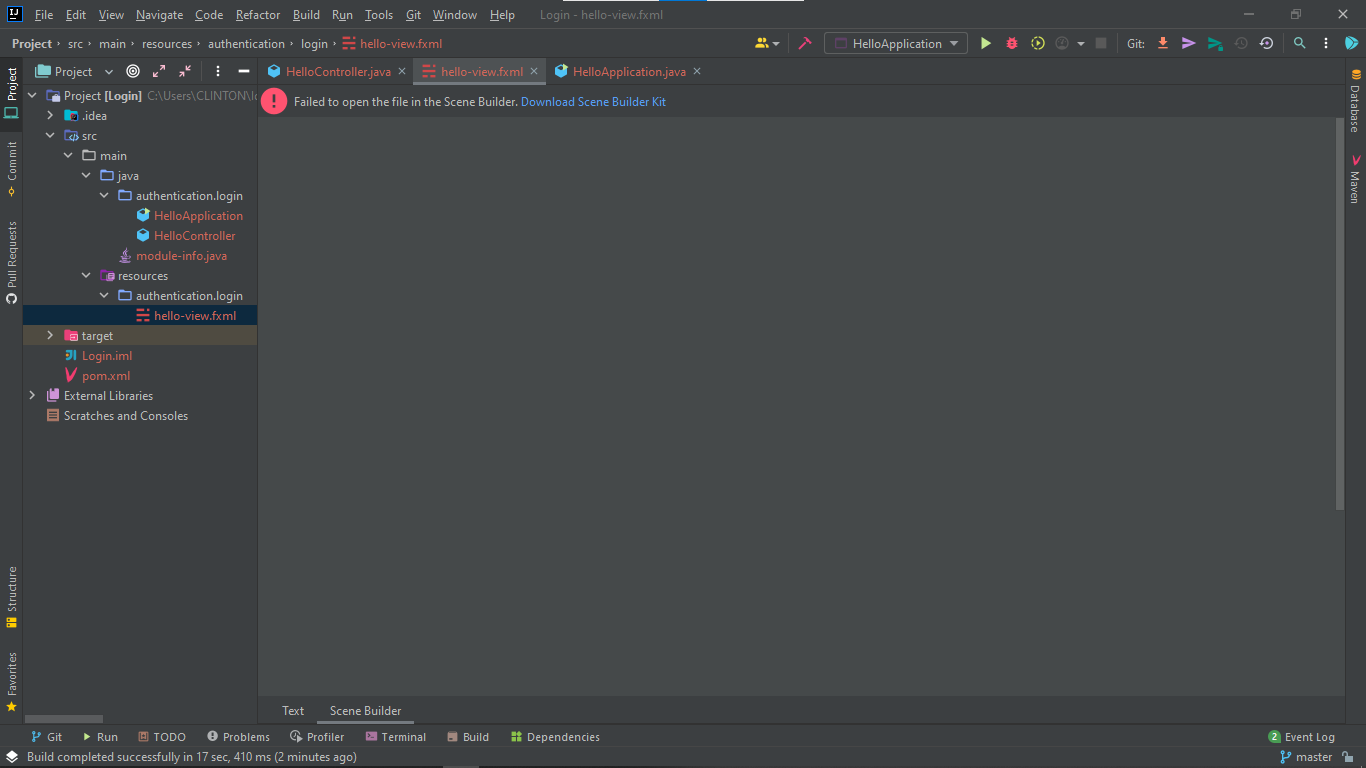 File Edit View Navigate Code Refactor Build Run Tools Git Window Help Login - hello-view.fxml
Project src main resources authentication login hello-view.fxml HelloApplication Git:
Project HelloController.java hello-view.fxml HelloApplication.java
Failed to open the file in the Scene Builder. Download Scene Builder Kit
Project [Login] C:\Users\CLINTON\
.idea
src
main
java
authentication.login
HelloApplication
HelloController
module-info.java
resources
authentication.login
hello-view.fxml
target
Login.iml
pom.xml
External Libraries
Scratches and Consoles
Project
Commit
Pull Requests
Structure
Favorites
Database
Maven
Text Scene Builder
Git Run TODO Problems Profiler Terminal Build Dependencies 2 Event Log
Build completed successfully in 17 sec, 410 ms (2 minutes ago) master